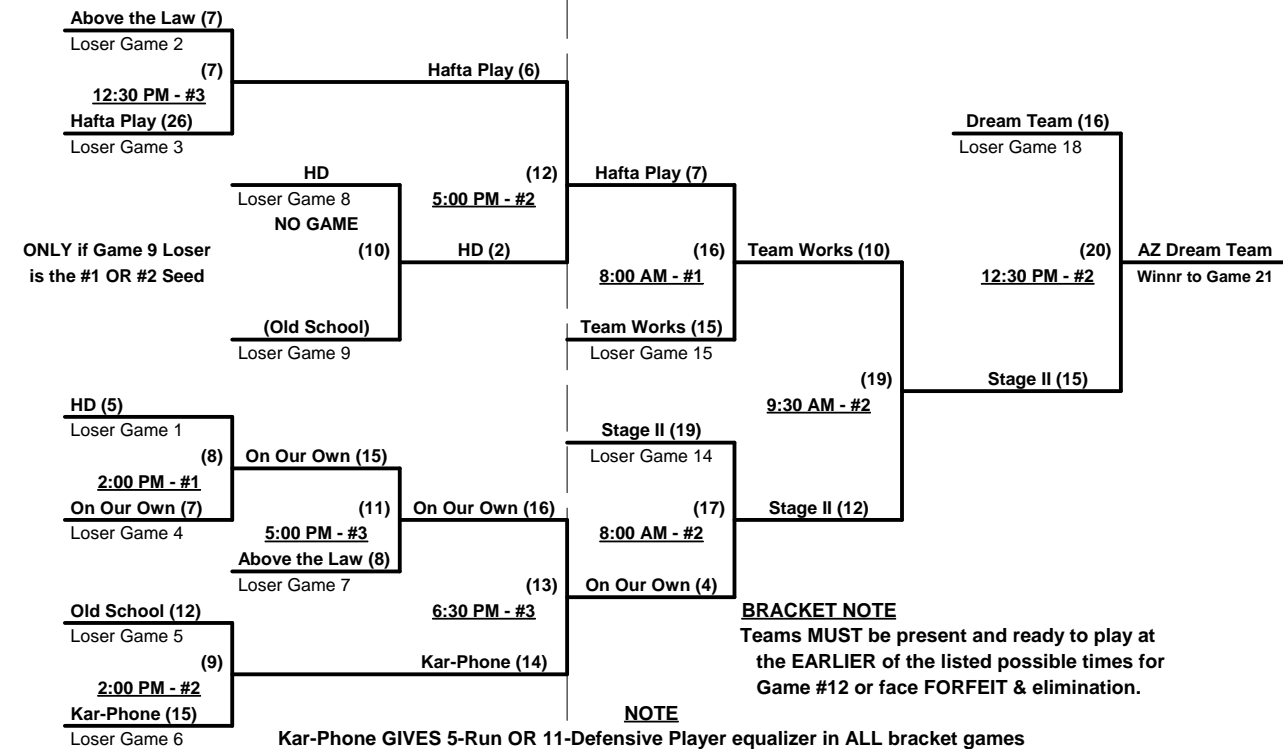 Above the Law (7)
Loser Game 2
(7)
Hafta Play (6)
12:30 PM - #3
Hafta Play (26)
Dream Team (16)
Loser Game 3
Loser Game 18
HD
(12)
Hafta Play (7)
Loser Game 8
5:00 PM - #2
NO GAME
ONLY if Game 9 Loser
(10)
HD (2)
(16)
Team Works (10)
(20)
AZ Dream Team
is the #1 OR #2 Seed
8:00 AM - #1
12:30 PM - #2
Winnr to Game 21
(Old School)
Team Works (15)
Loser Game 9
Loser Game 15
(19)
Stage II (15)
HD (5)
9:30 AM - #2
Loser Game 1
Stage II (19)
(8)
On Our Own (15)
Loser Game 14
2:00 PM - #1
On Our Own (7)
(11)
On Our Own (16)
(17)
Stage II (12)
Loser Game 4
5:00 PM - #3
8:00 AM - #2
Above the Law (8)
Loser Game 7
(13)
On Our Own (4)
Old School (12)
6:30 PM - #3
BRACKET NOTE
Loser Game 5
Teams MUST be present and ready to play at
(9)
Kar-Phone (14)
the EARLIER of the listed possible times for
2:00 PM - #2
Game #12 or face FORFEIT & elimination.
Kar-Phone (15)
NOTE
Loser Game 6
Kar-Phone GIVES 5-Run OR 11-Defensive Player equalizer in ALL bracket games